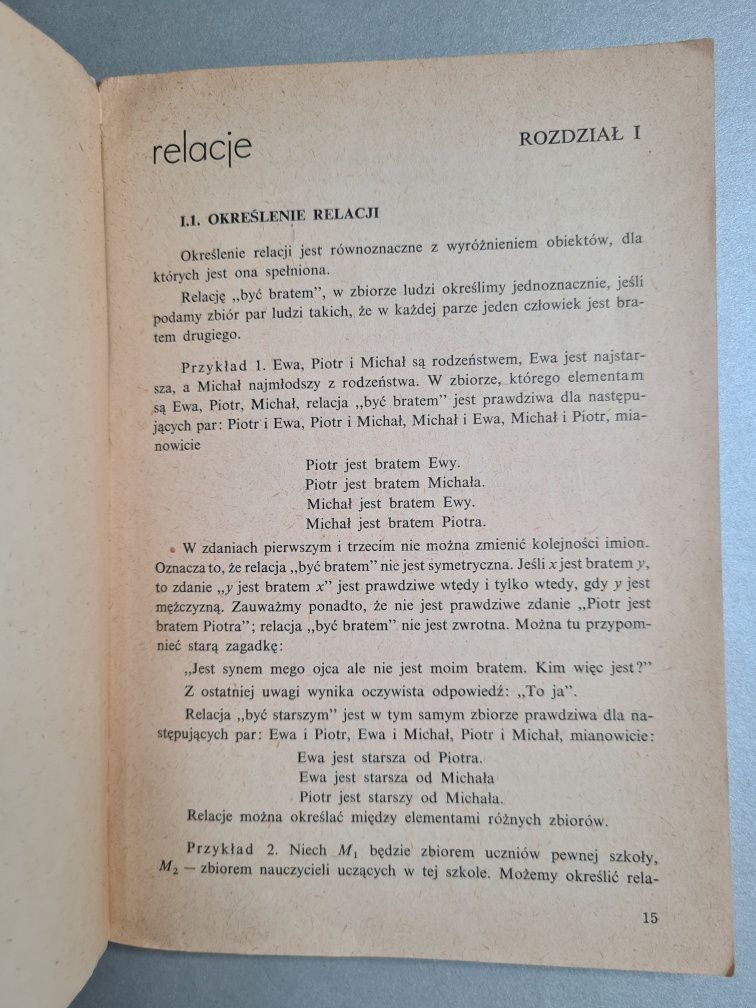 relacje
ROZDZIAŁ I
I.1. OKREŚLENIE RELACJI
Określenie relacji jest równoznaczne z wyróżnieniem obiektów, dla
których jest ona spełniona.
Relację „być bratem”, w zbiorze ludzi określimy jednoznacznie, jeśli
podamy zbiór par ludzi takich, że w każdej parze jeden człowiek jest bra-
tem drugiego.
Przykład 1. Ewa, Piotr i Michał są rodzeństwem, Ewa jest najstar-
sza, a Michał najmłodszy z rodzeństwa. W zbiorze, którego elementam
są Ewa, Piotr, Michał, relacja „być bratem” jest prawdziwa dla następu-
jących par: Piotr i Ewa, Piotr i Michał, Michał i Ewa, Michał i Piotr, mia-
nowicie
Piotr jest bratem Ewy.
Piotr jest bratem Michała.
Michał jest bratem Ewy.
Michał jest bratem Piotra.
W zdaniach pierwszym i trzecim nie można zmienić kolejności imion.
Oznacza to, że relacja „być bratem” nie jest symetryczna. Jeśli x jest bratem y,
to zdanie „y jest bratem x” jest prawdziwe wtedy i tylko wtedy, gdy y jest
mężczyzną. Zauważmy ponadto, że nie jest prawdziwe zdanie „Piotr jest
bratem Piotra”; relacja „być bratem” nie jest zwrotna. Można tu przypom-
nieć starą zagadkę:
„Jest synem mego ojca ale nie jest moim bratem. Kim więc jest?”
Z ostatniej uwagi wynika oczywista odpowiedź: „To ja”.
Relacja „być starszym” jest w tym samym zbiorze prawdziwa dla na-
stępujących par: Ewa i Piotr, Ewa i Michał, Piotr i Michał, mianowicie:
Ewa jest starsza od Piotra.
Ewa jest starsza od Michała
Piotr jest starszy od Michała.
Relacje można określać między elementami różnych zbiorów.
Przykład 2. Niech M₁ będzie zbiorem uczniów pewnej szkoły,
M₂ — zbiorem nauczycieli uczących w tej szkole. Możemy określić rela-
15